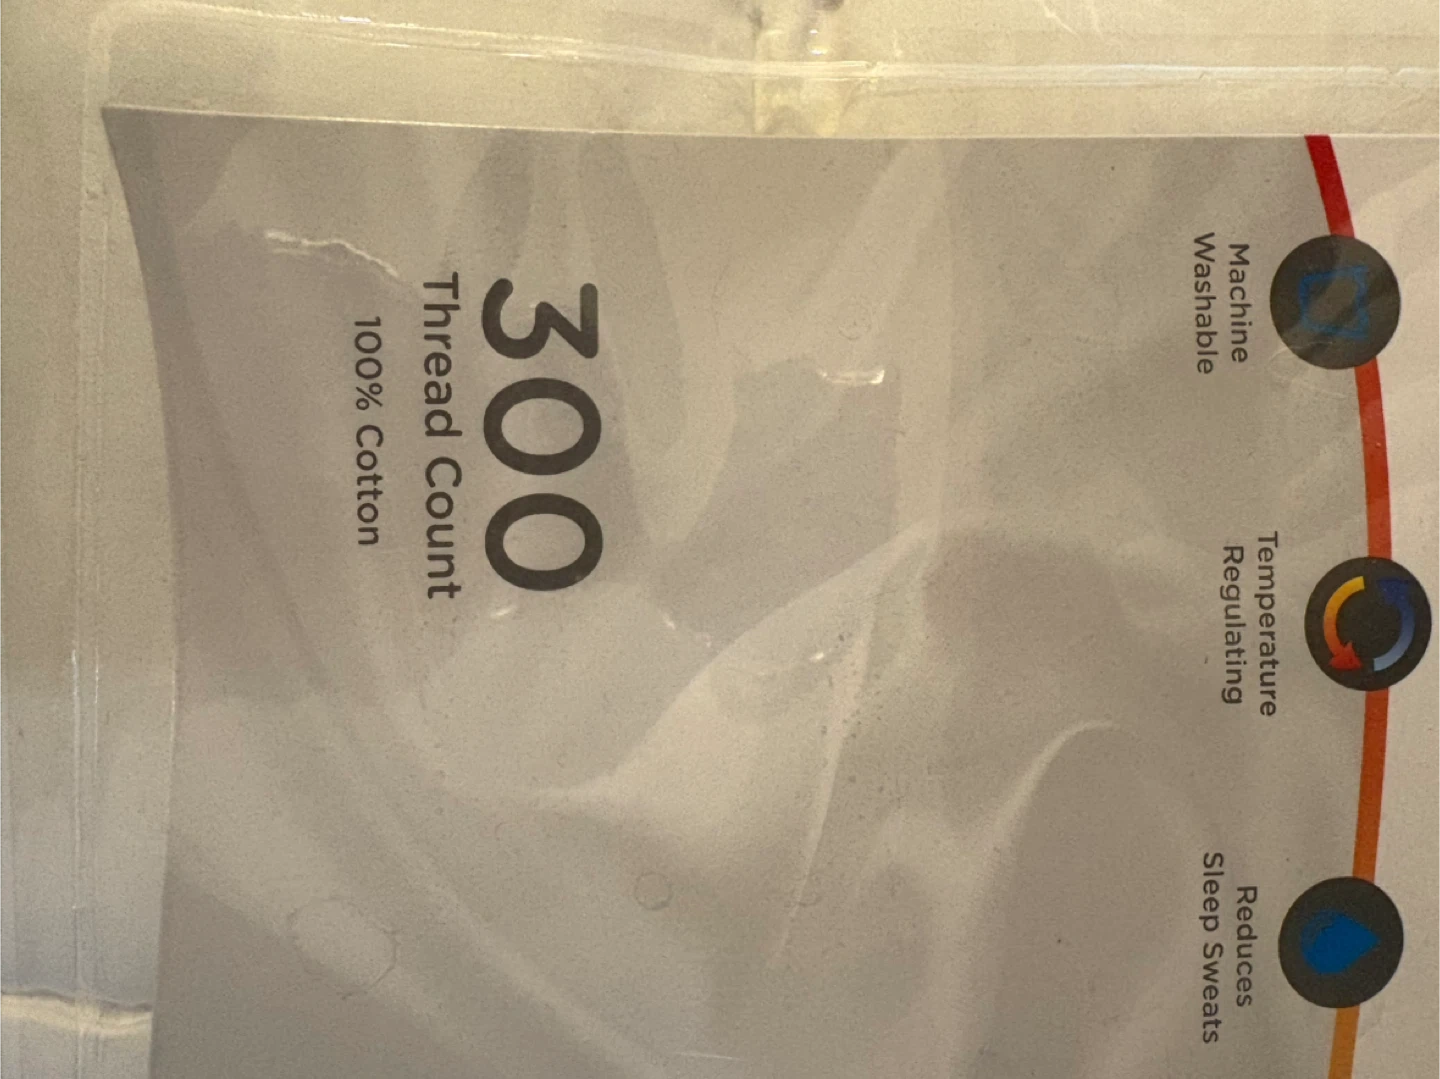 Machine
Washable
Temperature
Regulating
Reduces
Sleep Sweats
300
Thread Count
100% Cotton